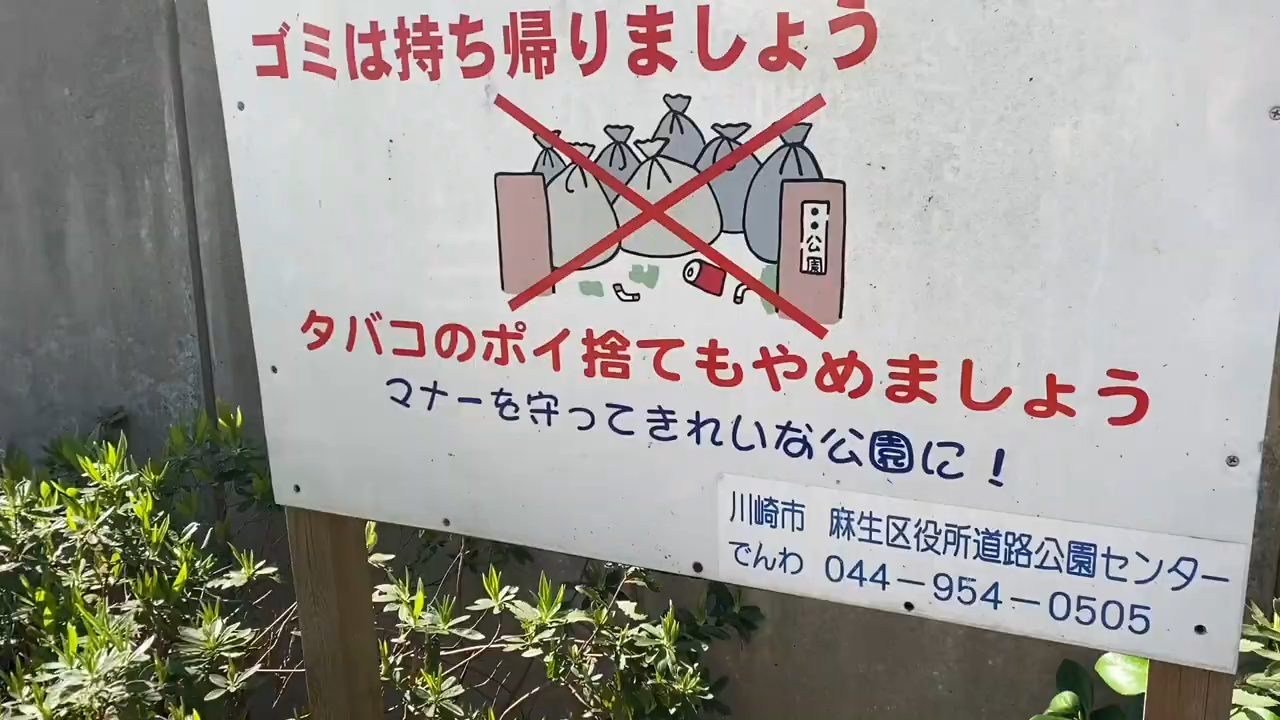 ゴミは持ち帰りましょう
••公園
タバコのポイ捨てもやめましょう
マナーを守ってきれいな公園に！
川崎市 麻生区役所道路公園センター
でんわ 044－954－0505